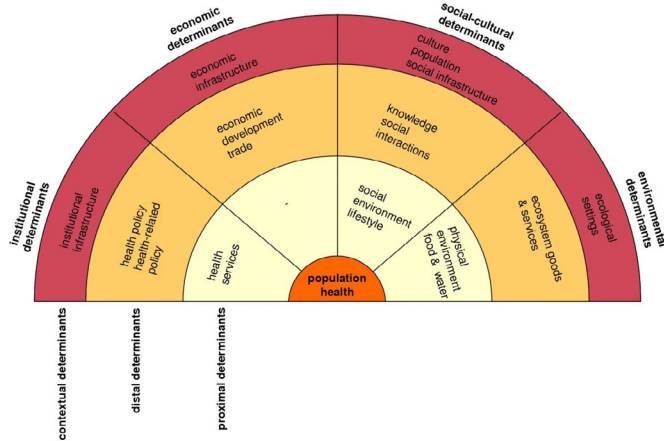 economic
determinants
social-cultural
determinants
institutional
determinants
environmental
determinants
institutional
infrastructure
economic
infrastructure
culture
population
social infrastructure
ecological
settings
health policy
health-related
policy
economic
development
trade
knowledge
social
interactions
ecosystem goods
& services
health
services
social
environment
lifestyle
physical
environment
food & water
population
health
contextual determinants
distal determinants
proximal determinants